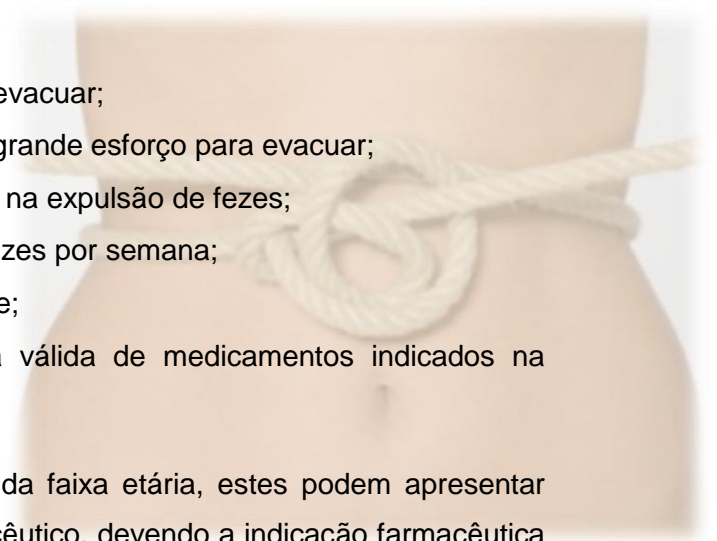 evacuar;
grande esforço para evacuar;
na expulsão de fezes;
zes por semana;
e;
válida de medicamentos indicados na
da faixa etária, estes podem apresentar
cêutico, devendo a indicação farmacêutica